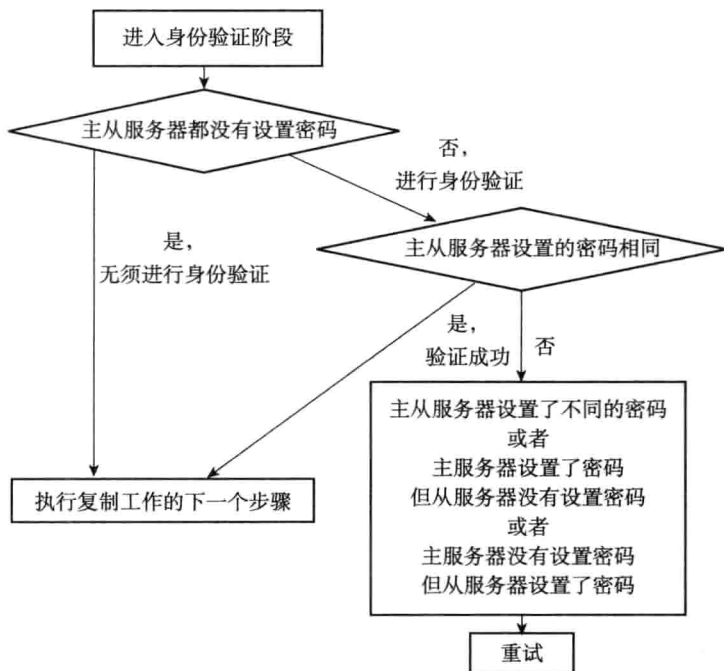 进入身份验证阶段
主从服务器都没有设置密码
否，
进行身份验证
是，
无须进行身份验证
主从服务器设置的密码相同
是，
验证成功
否
主从服务器设置了不同的密码
或者
主服务器设置了密码
但从服务器没有设置密码
或者
主服务器没有设置密码
但从服务器设置了密码
执行复制工作的下一个步骤
重试